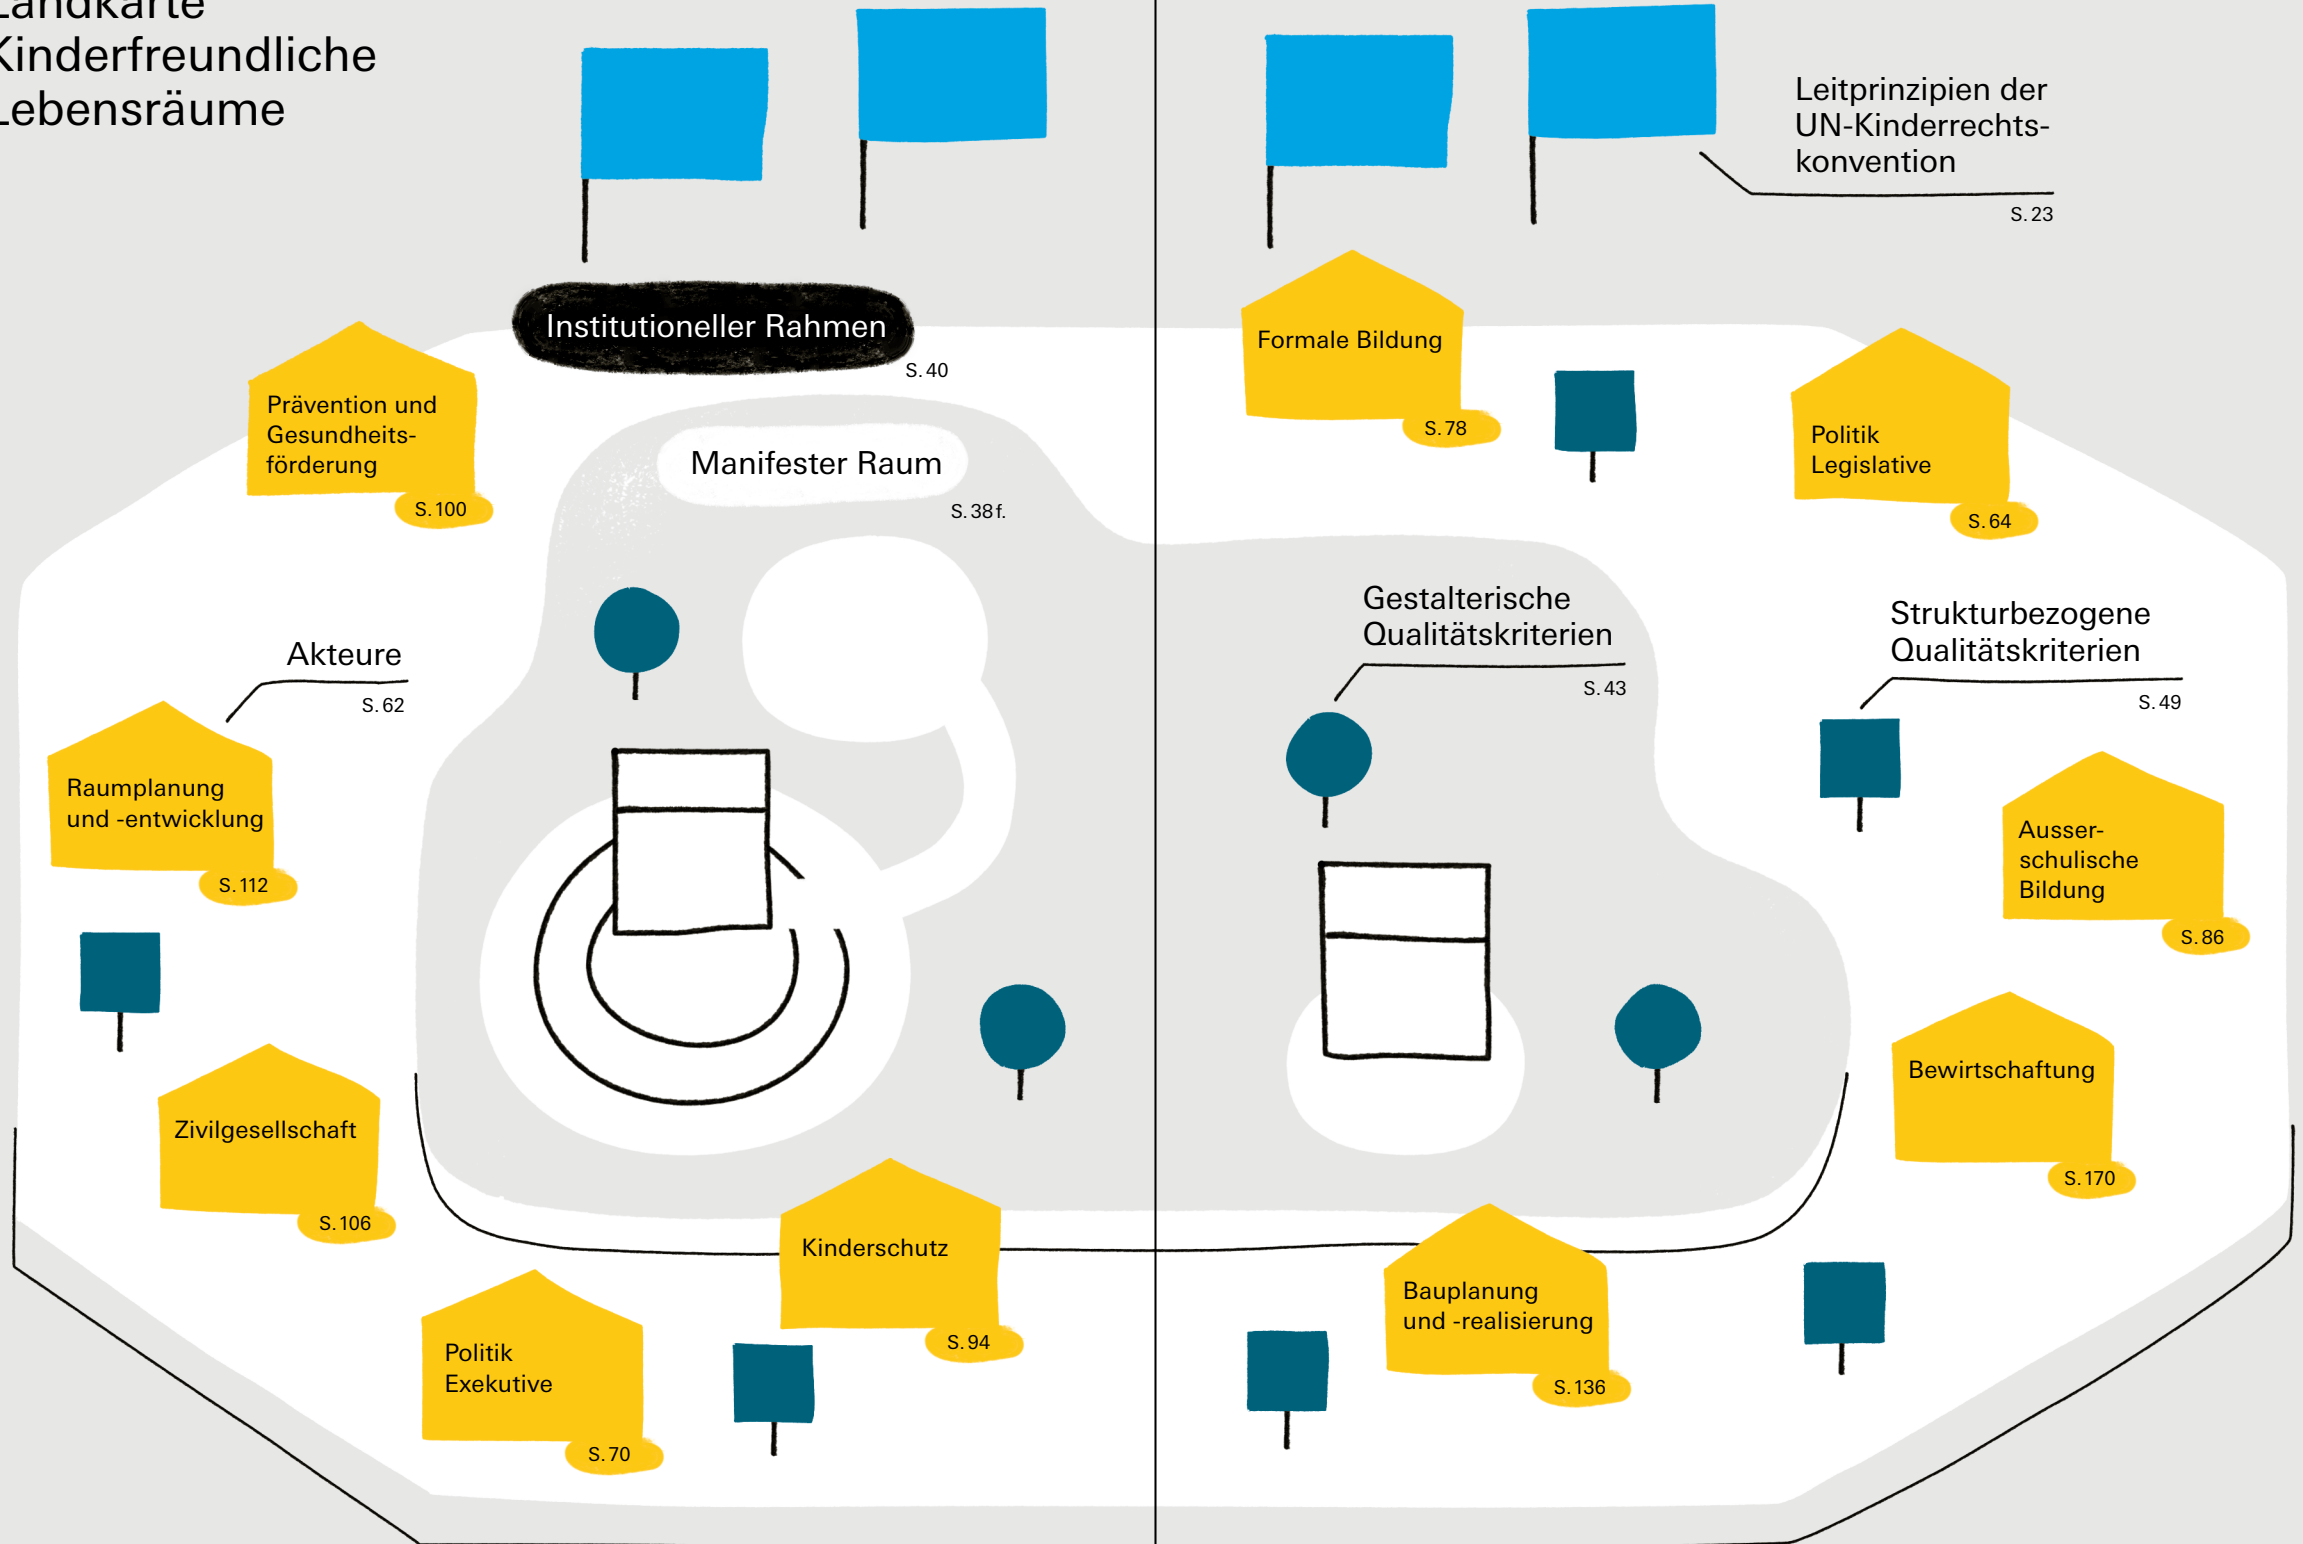 Landkarte
Kinderfreundliche
Lebensräume
Leitprinzipien der
UN-Kinderrechts-
konvention
S. 23
Institutioneller Rahmen
S. 40
Formale Bildung
S. 78
Prävention und
Gesundheits-
förderung
S. 100
Manifester Raum
S. 38 f.
Politik
Legislative
S. 64
Akteure
S. 62
Gestalterische
Qualitätskriterien
S. 43
Strukturbezogene
Qualitätskriterien
S. 49
Raumplanung
und -entwicklung
S. 112
Ausser-
schulische
Bildung
S. 86
Zivilgesellschaft
S. 106
Bewirtschaftung
S. 170
Kinderschutz
S. 94
Bauplanung
und -realisierung
S. 136
Politik
Exekutive
S. 70